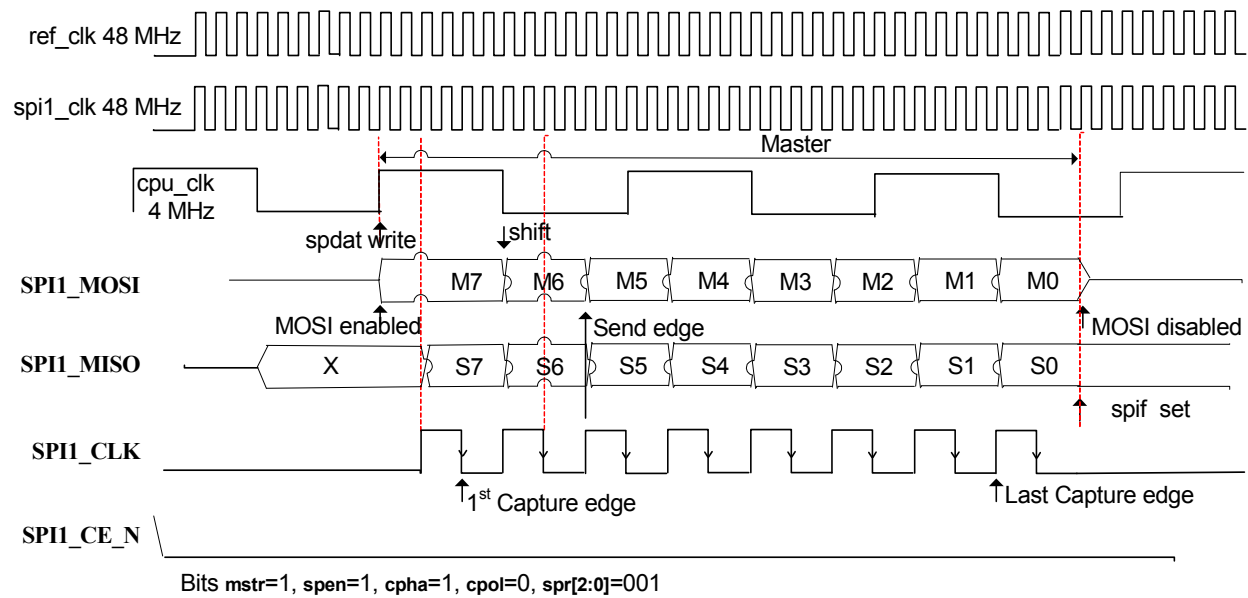 ref_clk 48 MHz
spi1_clk 48 MHz
Master
cpu_clk
4 MHz
spdat write
shift
SPI1_MOSI
M7 M6 M5 M4 M3 M2 M1 M0
MOSI enabled
Send edge
MOSI disabled
SPI1_MISO
X S7 S6 S5 S4 S3 S2 S1 S0
spif set
SPI1_CLK
1st Capture edge
Last Capture edge
SPI1_CE_N
Bits mstr=1, spen=1, cpha=1, cpol=0, spr[2:0]=001